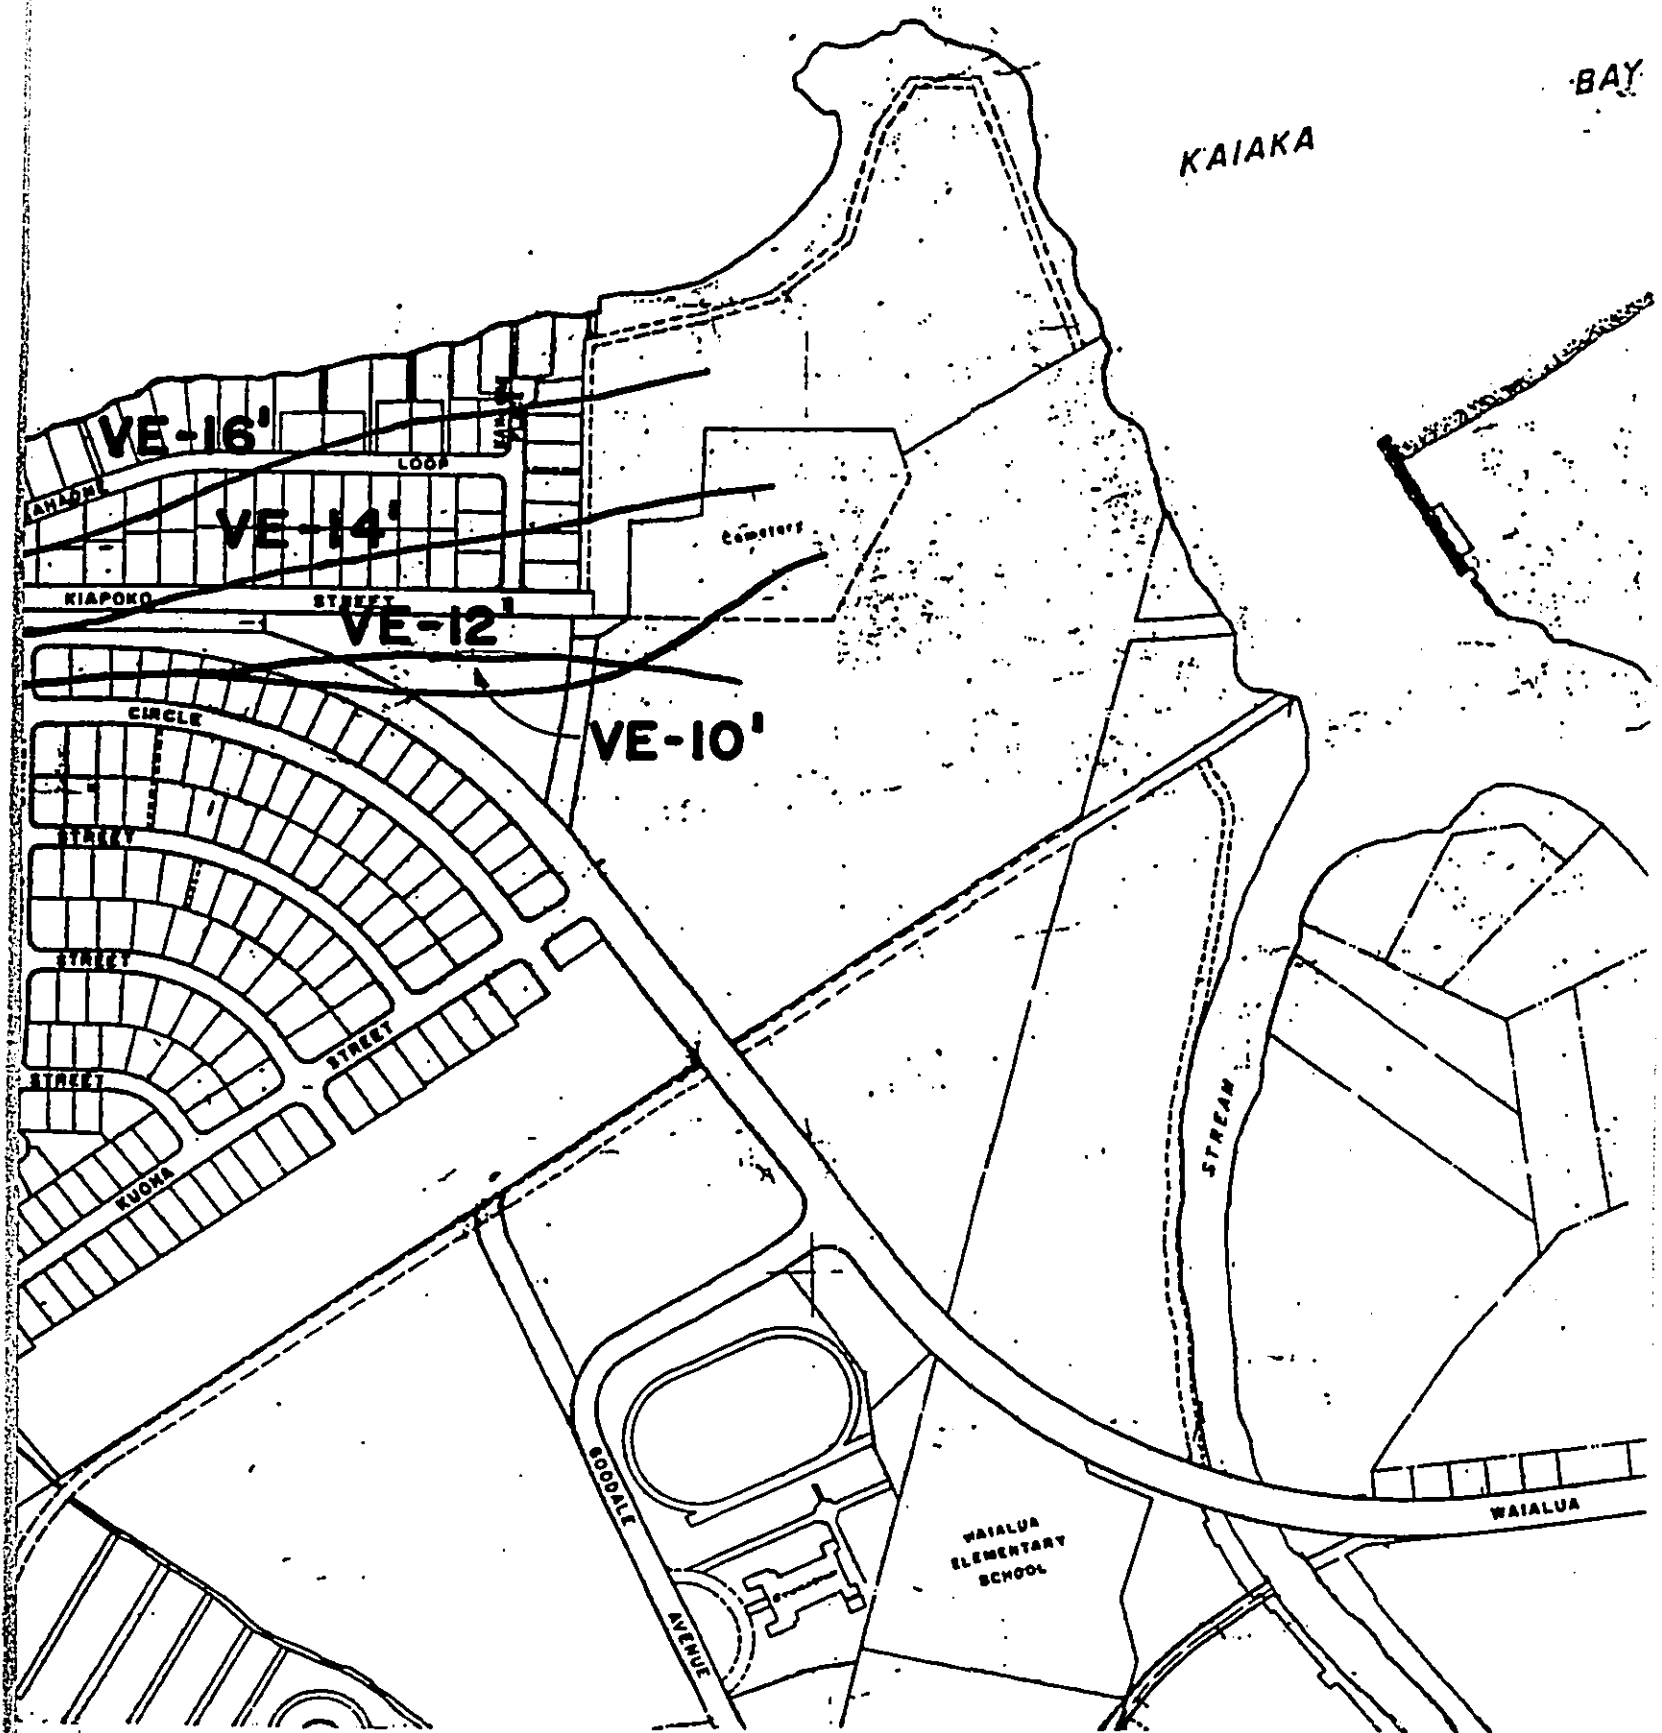 BAY
KAIAKA
VE-16'
LOOP
VE-14'
Cemetery
KIAPOKO STREET
VE-12'
CIRCLE
VE-10'
STREET
STREET
STREET
STREET
KUOHA
STREAM
GOODALE
AVENUE
WAIALUA
ELEMENTARY
SCHOOL
WAIALUA